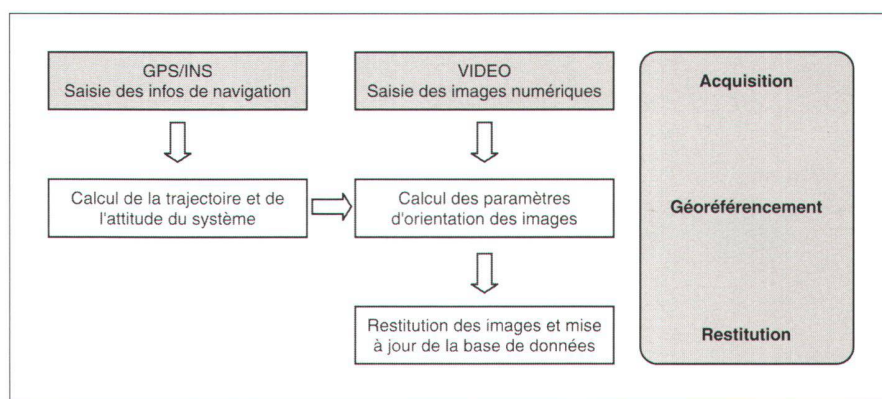 GPS/INS
Saisie des infos de navigation
VIDEO
Saisie des images numériques
Acquisition
Calcul de la trajectoire et de
l'attitude du système
Calcul des paramètres
d'orientation des images
Géoréférencement
Restitution des images et mise
à jour de la base de données
Restitution